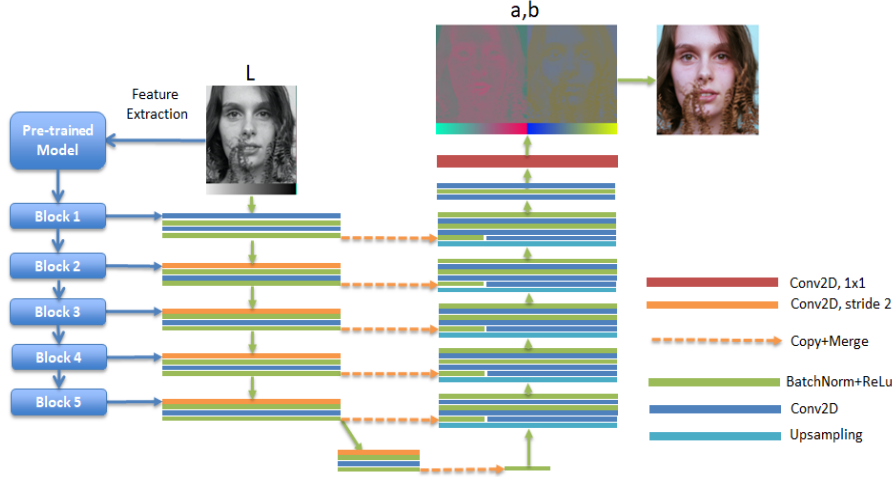 a,b
L
Feature
Extraction
Pre-trained
Model
Block 1
Block 2
Block 3
Block 4
Block 5
Conv2D, 1x1
Conv2D, stride 2
Copy+Merge
BatchNorm+ReLu
Conv2D
Upsampling